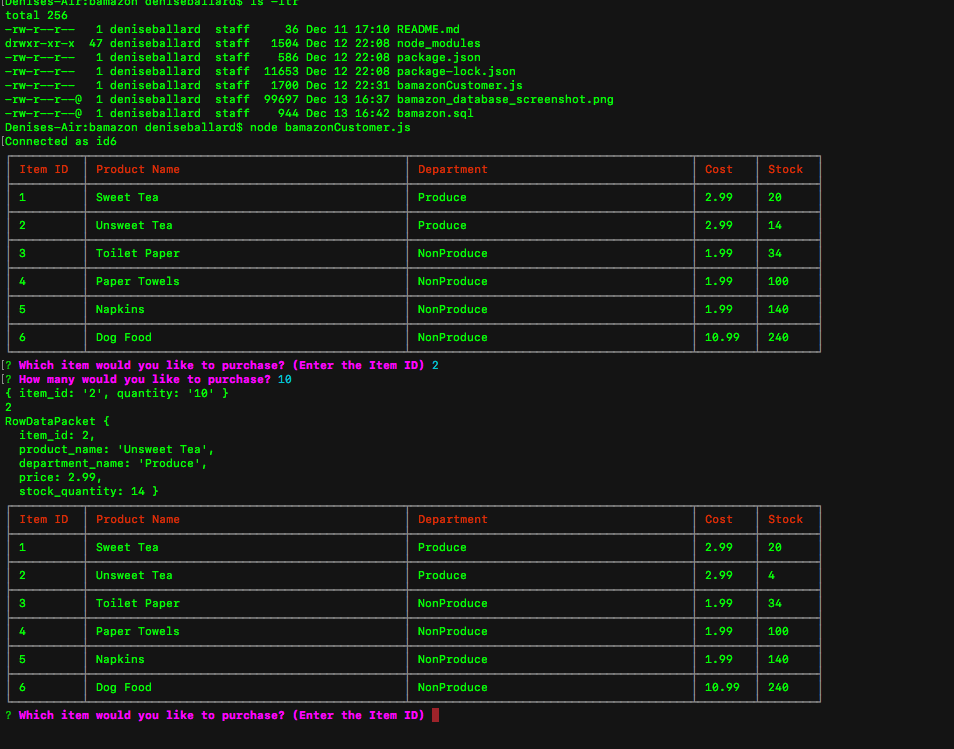 [Denises-Air:bamazon deniseballard$ ls -ltr
total 256
-rw-r--r--   1 deniseballard  staff     36 Dec 11 17:10 README.md
drwxr-xr-x  47 deniseballard  staff   1504 Dec 12 22:08 node_modules
-rw-r--r--   1 deniseballard  staff    586 Dec 12 22:08 package.json
-rw-r--r--   1 deniseballard  staff  11653 Dec 12 22:08 package-lock.json
-rw-r--r--   1 deniseballard  staff   1700 Dec 12 22:31 bamazonCustomer.js
-rw-r--r--@  1 deniseballard  staff  99697 Dec 13 16:37 bamazon_database_screenshot.png
-rw-r--r--@  1 deniseballard  staff    944 Dec 13 16:42 bamazon.sql
Denises-Air:bamazon deniseballard$ node bamazonCustomer.js
[Connected as id6
Item ID Product Name Department Cost Stock
1 Sweet Tea Produce 2.99 20
2 Unsweet Tea Produce 2.99 14
3 Toilet Paper NonProduce 1.99 34
4 Paper Towels NonProduce 1.99 100
5 Napkins NonProduce 1.99 140
6 Dog Food NonProduce 10.99 240
[? Which item would you like to purchase? (Enter the Item ID) 2
[? How many would you like to purchase? 10
{ item_id: '2', quantity: '10' }
2
RowDataPacket {
  item_id: 2,
  product_name: 'Unsweet Tea',
  department_name: 'Produce',
  price: 2.99,
  stock_quantity: 14 }
Item ID Product Name Department Cost Stock
1 Sweet Tea Produce 2.99 20
2 Unsweet Tea Produce 2.99 4
3 Toilet Paper NonProduce 1.99 34
4 Paper Towels NonProduce 1.99 100
5 Napkins NonProduce 1.99 140
6 Dog Food NonProduce 10.99 240
? Which item would you like to purchase? (Enter the Item ID)